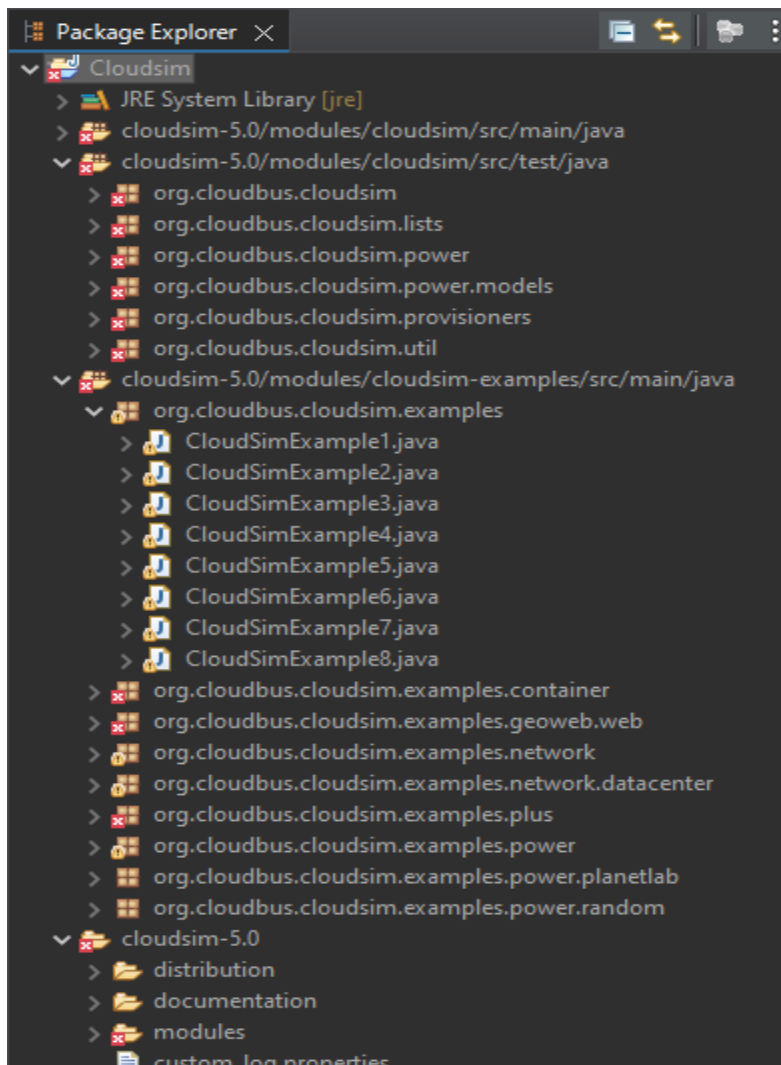 Package Explorer
Cloudsim
JRE System Library [jre]
cloudsim-5.0/modules/cloudsim/src/main/java
cloudsim-5.0/modules/cloudsim/src/test/java
org.cloudbus.cloudsim
org.cloudbus.cloudsim.lists
org.cloudbus.cloudsim.power
org.cloudbus.cloudsim.power.models
org.cloudbus.cloudsim.provisioners
org.cloudbus.cloudsim.util
cloudsim-5.0/modules/cloudsim-examples/src/main/java
org.cloudbus.cloudsim.examples
CloudSimExample1.java
CloudSimExample2.java
CloudSimExample3.java
CloudSimExample4.java
CloudSimExample5.java
CloudSimExample6.java
CloudSimExample7.java
CloudSimExample8.java
org.cloudbus.cloudsim.examples.container
org.cloudbus.cloudsim.examples.geoweb.web
org.cloudbus.cloudsim.examples.network
org.cloudbus.cloudsim.examples.network.datacenter
org.cloudbus.cloudsim.examples.plus
org.cloudbus.cloudsim.examples.power
org.cloudbus.cloudsim.examples.power.planetlab
org.cloudbus.cloudsim.examples.power.random
cloudsim-5.0
distribution
documentation
modules
custom_log.properties